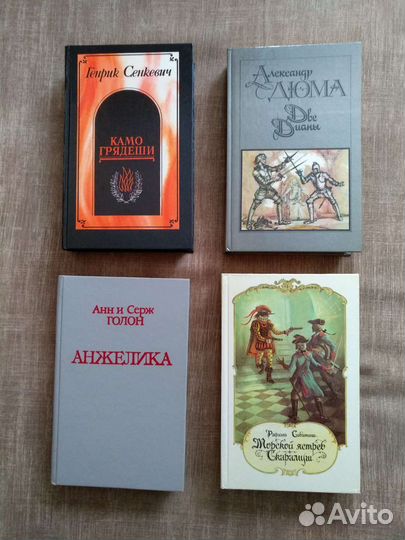 Генрик Сенкевич
КАМО
ГРЯДЕШИ
Александр
ДЮМА
Две
Дианы
Анн и Серж
ГОЛОН
АНЖЕЛИКА
Рафаэль Сабатини
Морской ястреб
Скарамуш
Avito